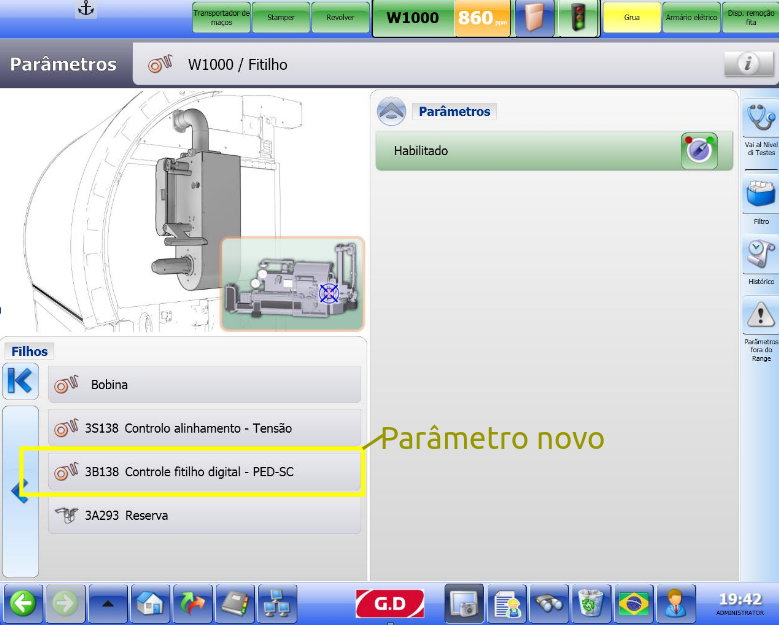 Transportador de
maços
Stamper
Revolver
W1000
860 ppm
Grua
Armário elétrico
Disp. remoção
fita
Parâmetros
W1000 / Fitilho
i
Parâmetros
Habilitado
Vai al Nivel
di Testes
Filtro
Histórico
Parâmetros
fora do
Range
Filhos
Bobina
3S138 Controlo alinhamento - Tensão
Parâmetro novo
3B138 Controle fitilho digital - PED-SC
3A293 Reserva
G.D
19:42
ADMINISTRATOR